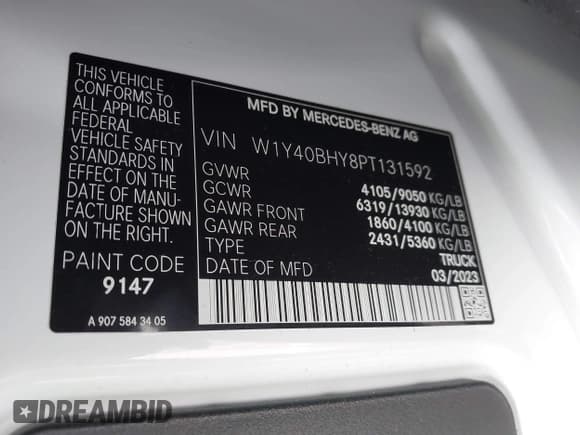 THIS VEHICLE
CONFORMS TO
ALL APPLICABLE
FEDERAL
VEHICLE SAFETY
STANDARDS IN
EFFECT ON THE
DATE OF MANU-
FACTURE SHOWN
ON THE RIGHT.
PAINT CODE
9147
A 907 584 34 05
MFD BY MERCEDES-BENZ AG
VIN W1Y40BHY8PT131592
GVWR 4105/9050 KG/LB
GCWR 6319/13930 KG/LB
GAWR FRONT 1860/4100 KG/LB
GAWR REAR 2431/5360 KG/LB
TYPE TRUCK
DATE OF MFD 03/2023
DREAMBID